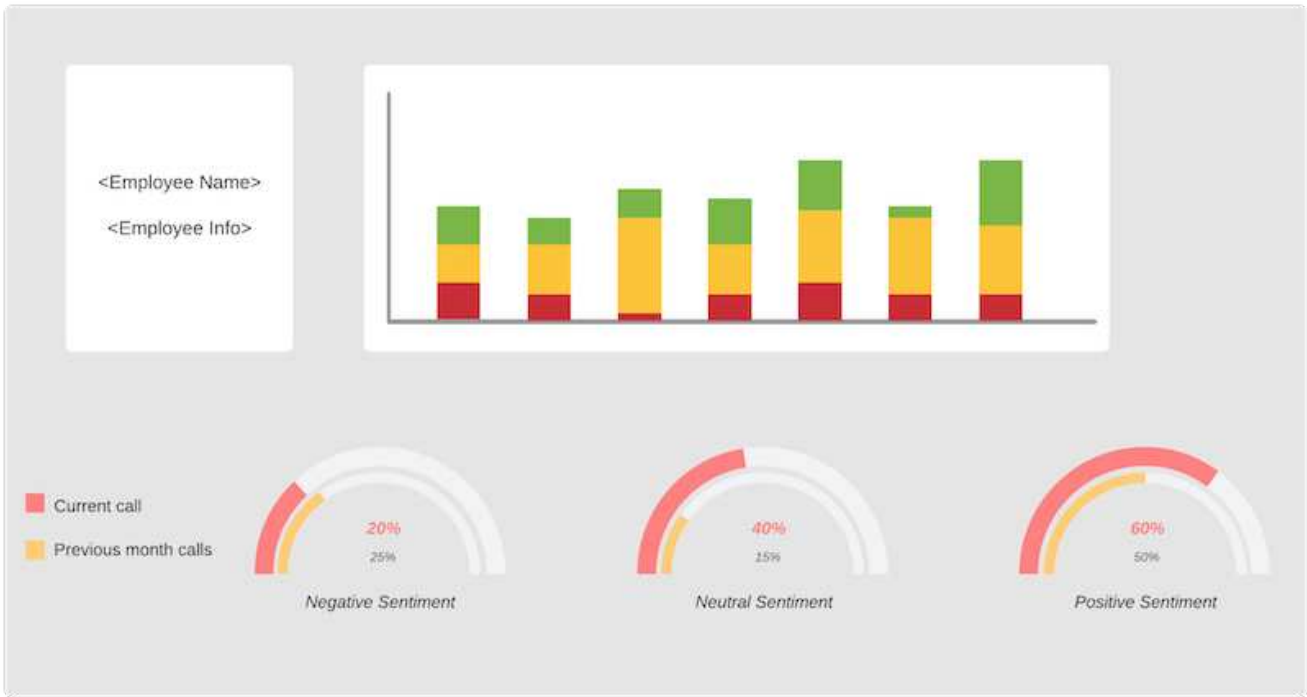 <Employee Name>
<Employee Info>
Current call
Previous month calls
20%
25%
Negative Sentiment
40%
15%
Neutral Sentiment
60%
50%
Positive Sentiment